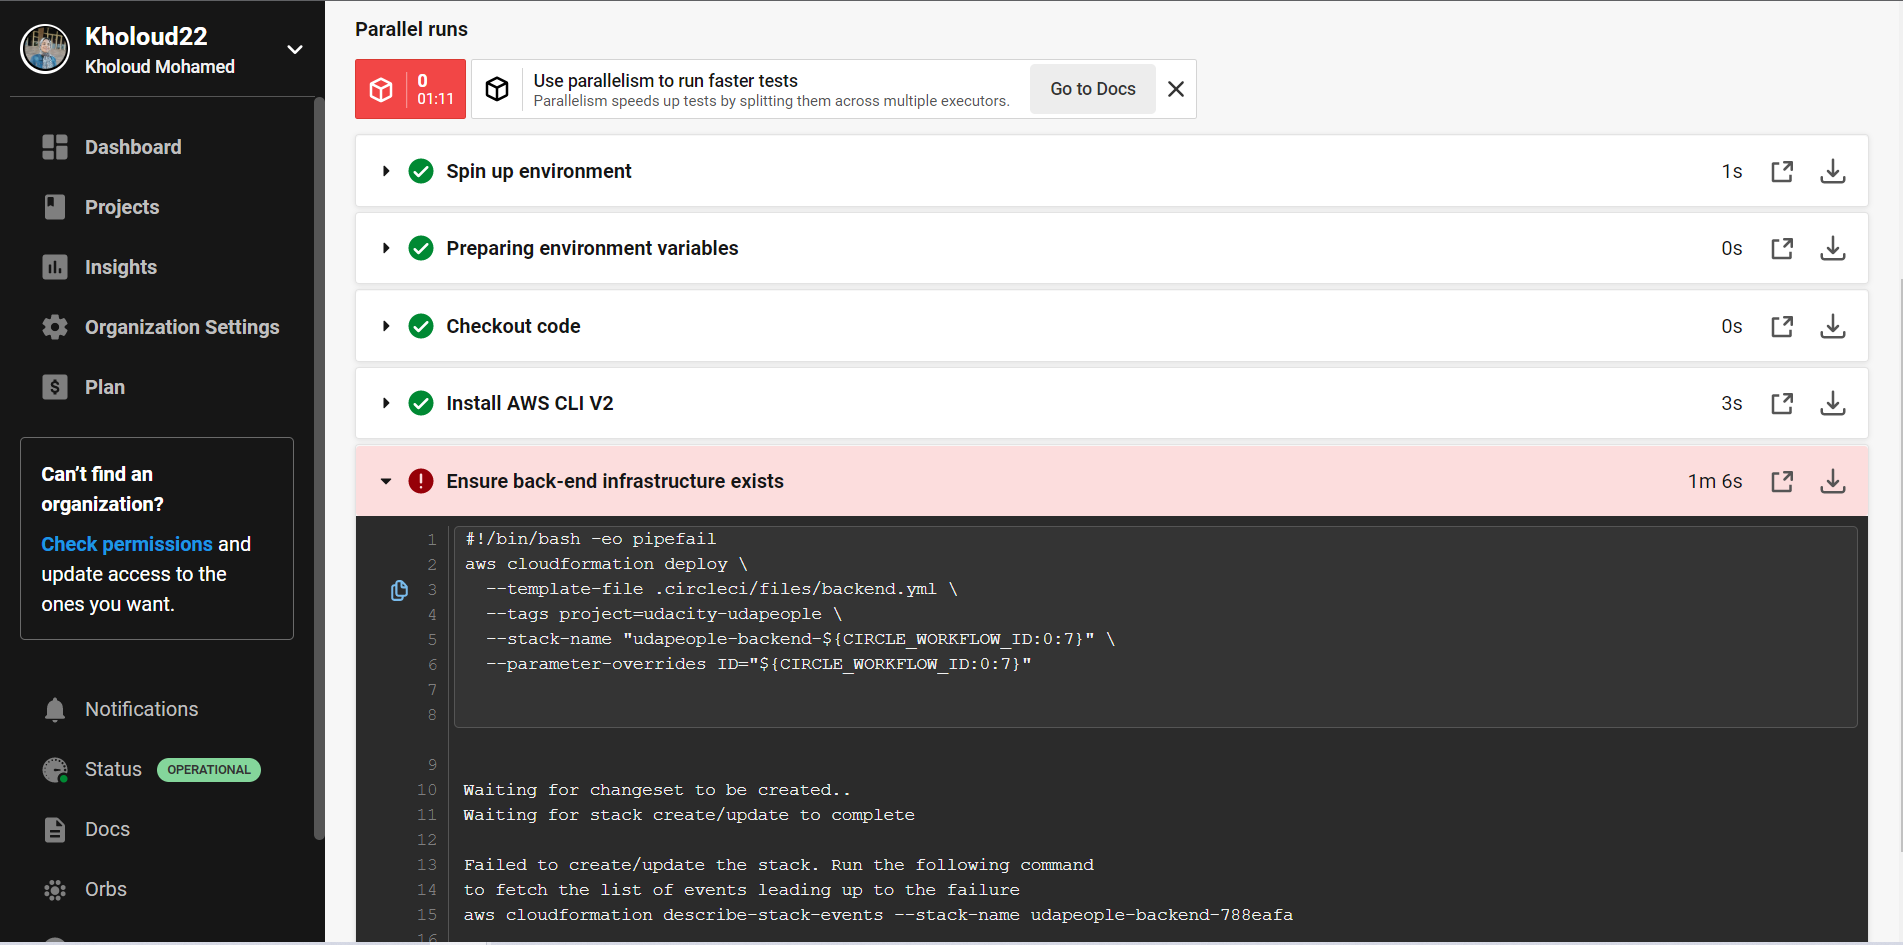 Kholoud22
Kholoud Mohamed
Dashboard
Projects
Insights
Organization Settings
Plan
Can't find an
organization?
Check permissions and
update access to the
ones you want.
Notifications
Status OPERATIONAL
Docs
Orbs
Parallel runs
0
01:11
Use parallelism to run faster tests
Parallelism speeds up tests by splitting them across multiple executors.
Go to Docs
Spin up environment 1s
Preparing environment variables 0s
Checkout code 0s
Install AWS CLI V2 3s
Ensure back-end infrastructure exists 1m 6s
1 #!/bin/bash -eo pipefail
2 aws cloudformation deploy \
3   --template-file .circleci/files/backend.yml \
4   --tags project=udacity-udapeople \
5   --stack-name "udapeople-backend-${CIRCLE_WORKFLOW_ID:0:7}" \
6   --parameter-overrides ID="${CIRCLE_WORKFLOW_ID:0:7}"
7
8
9
10 Waiting for changeset to be created..
11 Waiting for stack create/update to complete
12
13 Failed to create/update the stack. Run the following command
14 to fetch the list of events leading up to the failure
15 aws cloudformation describe-stack-events --stack-name udapeople-backend-788eafa
16